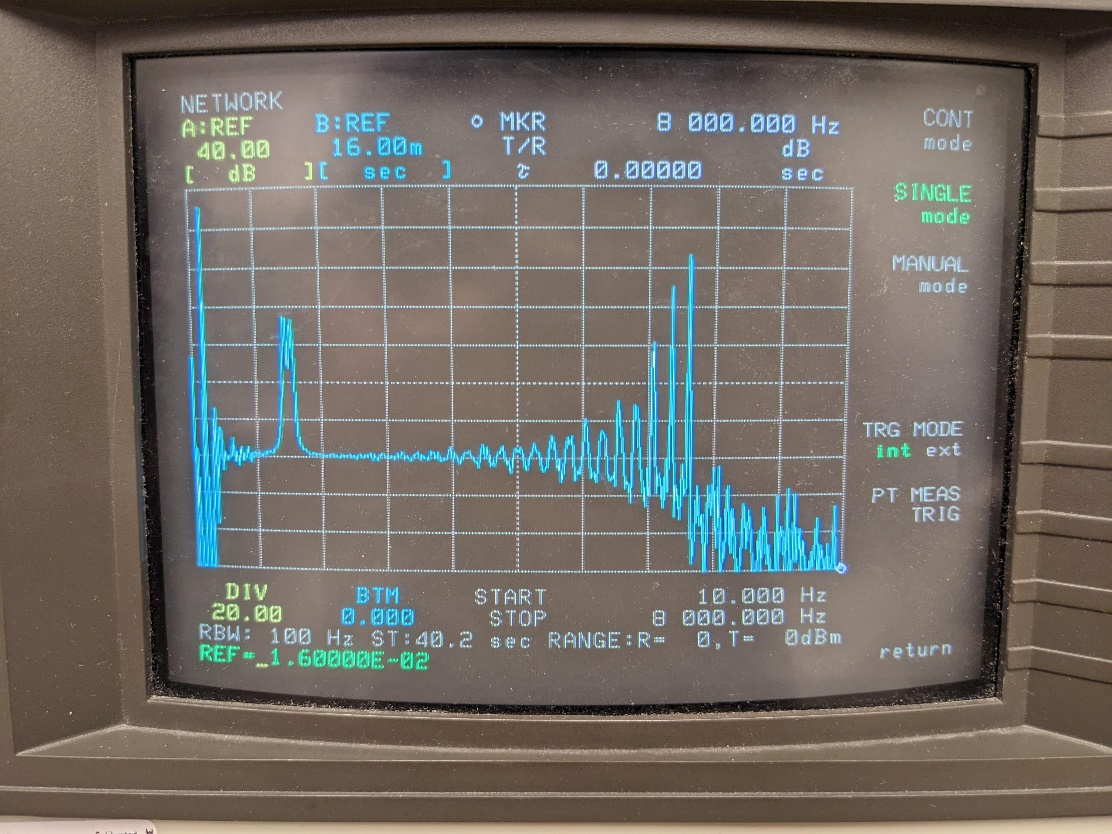 NETWORK
A:REF B:REF o MKR 8 000.000 Hz
40.00 16.00m T/R dB
[ dB ][ sec ] τ 0.00000 sec
CONT
mode
SINGLE
mode
MANUAL
mode
TRG MODE
int ext
PT MEAS
TRIG
return
DIV BTM START 10.000 Hz
20.00 0.000 STOP 8 000.000 Hz
RBW: 100 Hz ST:40.2 sec RANGE:R= 0,T= 0dBm
REF=_1.60000E-02